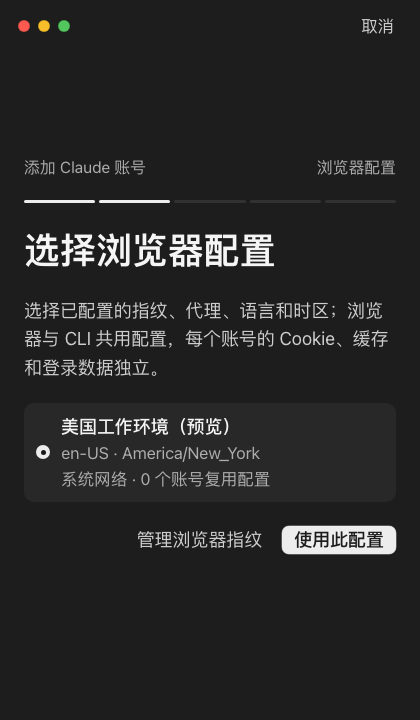 取消
添加 Claude 账号
浏览器配置
选择浏览器配置
选择已配置的指纹、代理、语言和时区；浏览
器与 CLI 共用配置，每个账号的 Cookie、缓存
和登录数据独立。
美国工作环境（预览）
en-US · America/New_York
系统网络 · 0 个账号复用配置
管理浏览器指纹
使用此配置